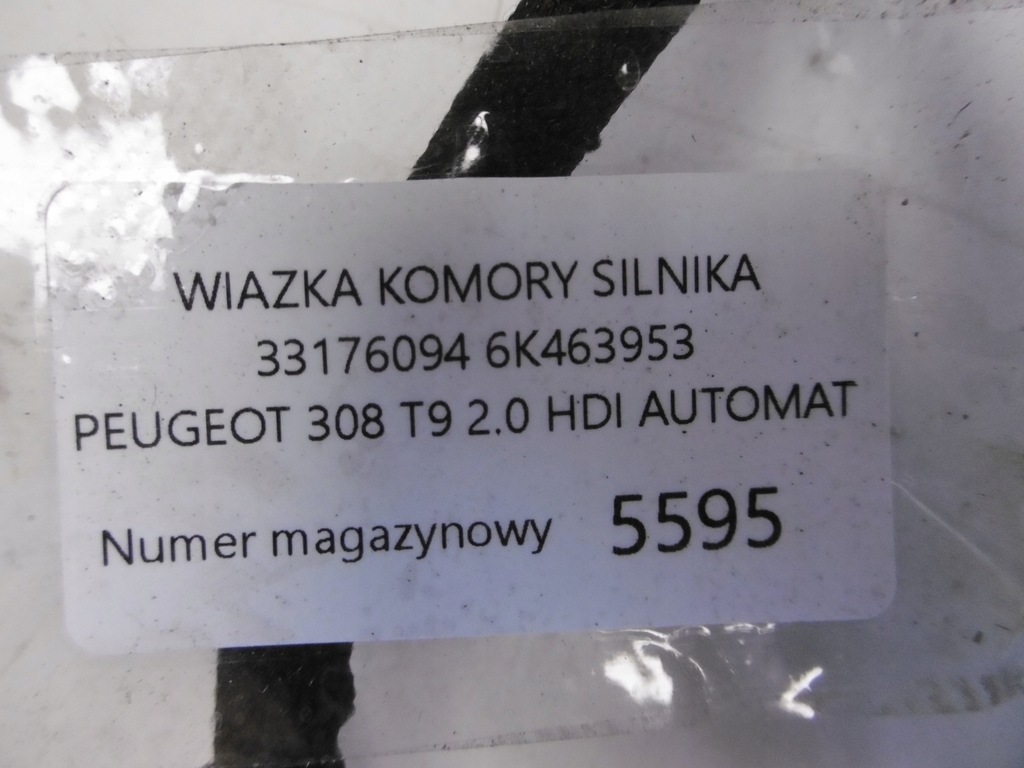 WIAZKA KOMORY SILNIKA
33176094 6K463953
PEUGEOT 308 T9 2.0 HDI AUTOMAT
Numer magazynowy 5595